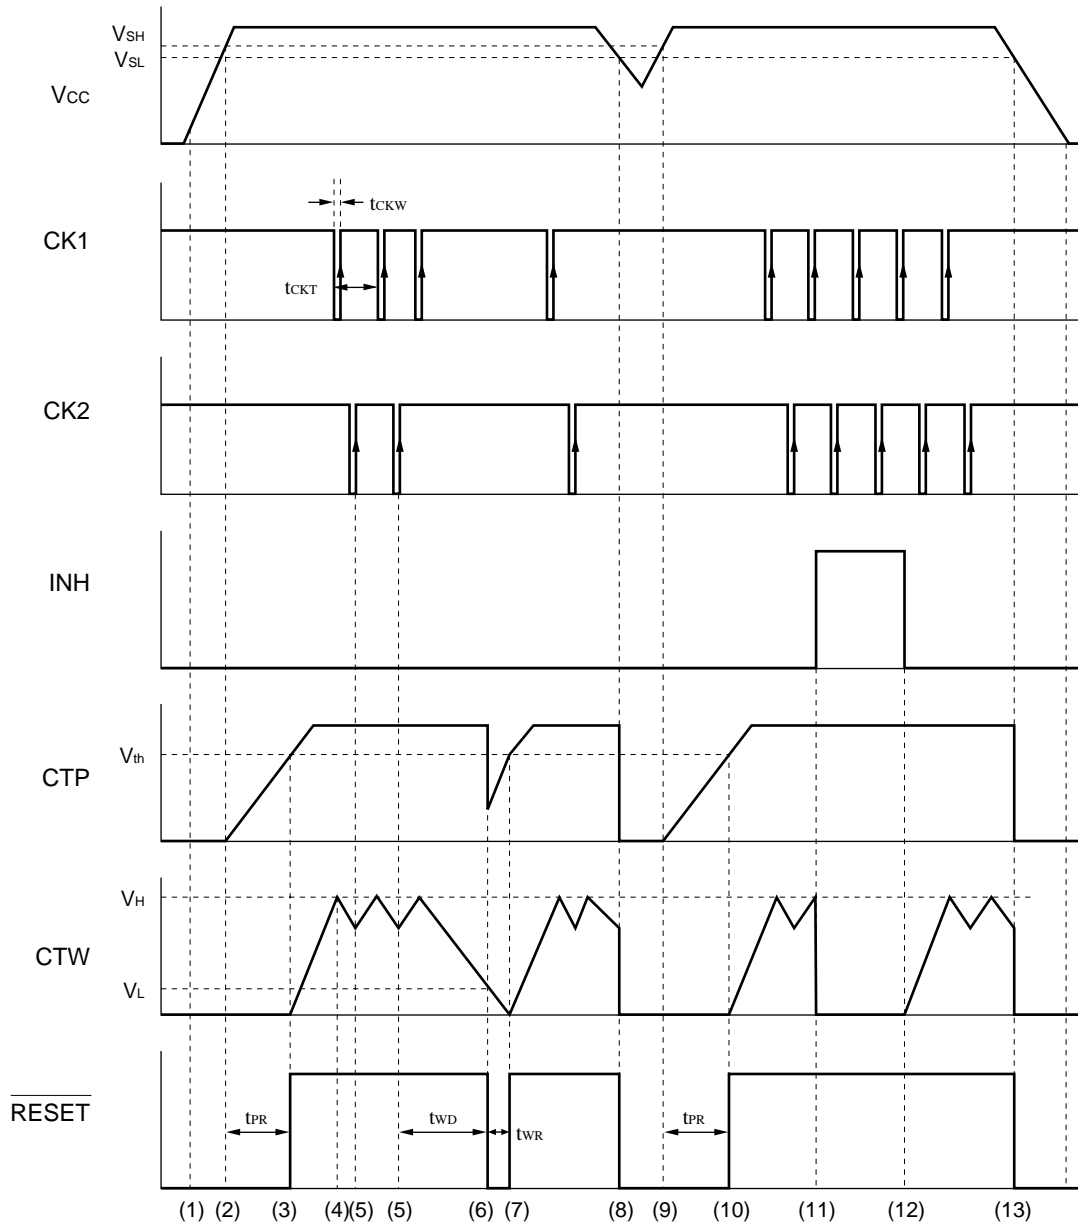 VSH
VSL
VCC
tCKW
CK1
tCKT
CK2
INH
Vth
CTP
VH
CTW
VL
RESET
tPR
tWD
tWR
tPR
(1) (2) (3) (4) (5) (5) (6) (7) (8) (9) (10) (11) (12) (13)